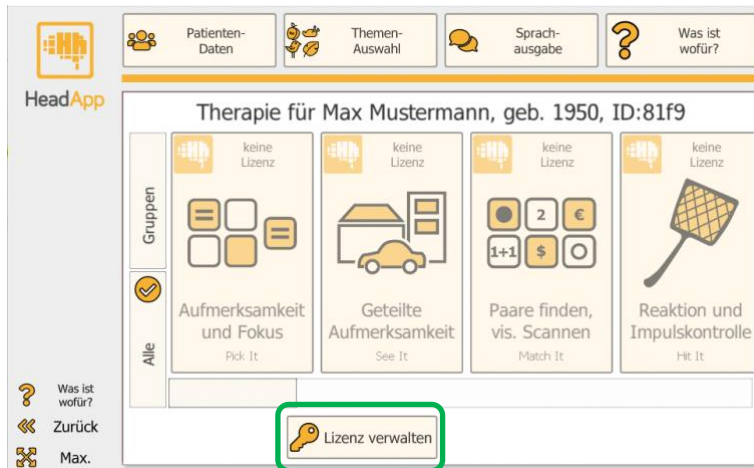 HeadApp
Patienten-
Daten
Themen-
Auswahl
Sprach-
ausgabe
?
Was ist
wofür?
Therapie für Max Mustermann, geb. 1950, ID:81f9
Gruppen
Alle
keine
Lizenz
Aufmerksamkeit
und Fokus
Pick It
keine
Lizenz
Geteilte
Aufmerksamkeit
See It
keine
Lizenz
2 €
1+1 $
Paare finden,
vis. Scannen
Match It
keine
Lizenz
Reaktion und
Impulskontrolle
Hit It
?
Was ist
wofür?
Zurück
Max.
Lizenz verwalten